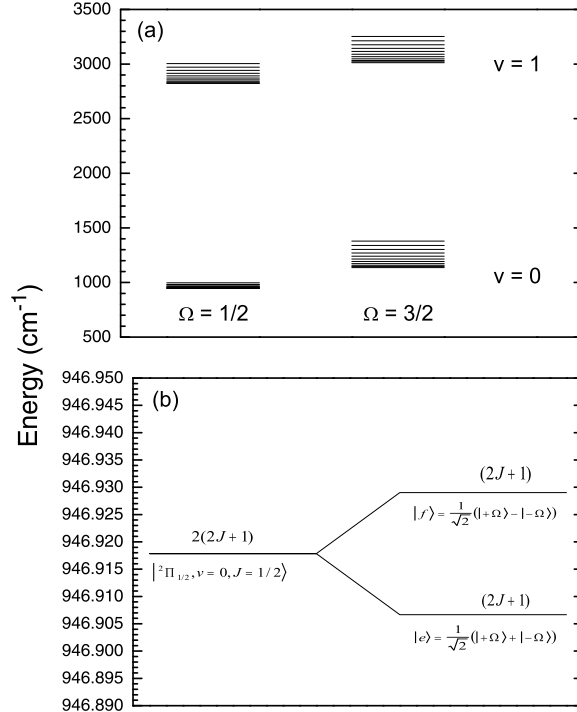 (a)
3500
3000
2500
2000
1500
1000
500
v = 1
v = 0
Ω = 1/2
Ω = 3/2
Energy (cm⁻¹)
(b)
946.950
946.945
946.940
946.935
946.930
946.925
946.920
946.915
946.910
946.905
946.900
946.895
946.890
2(2J+1)
|²Π₁/₂, v = 0, J = 1/2⟩
(2J+1)
|f⟩ = 1/√2 (|+Ω⟩−|−Ω⟩)
(2J+1)
|e⟩ = 1/√2 (|+Ω⟩+|−Ω⟩)